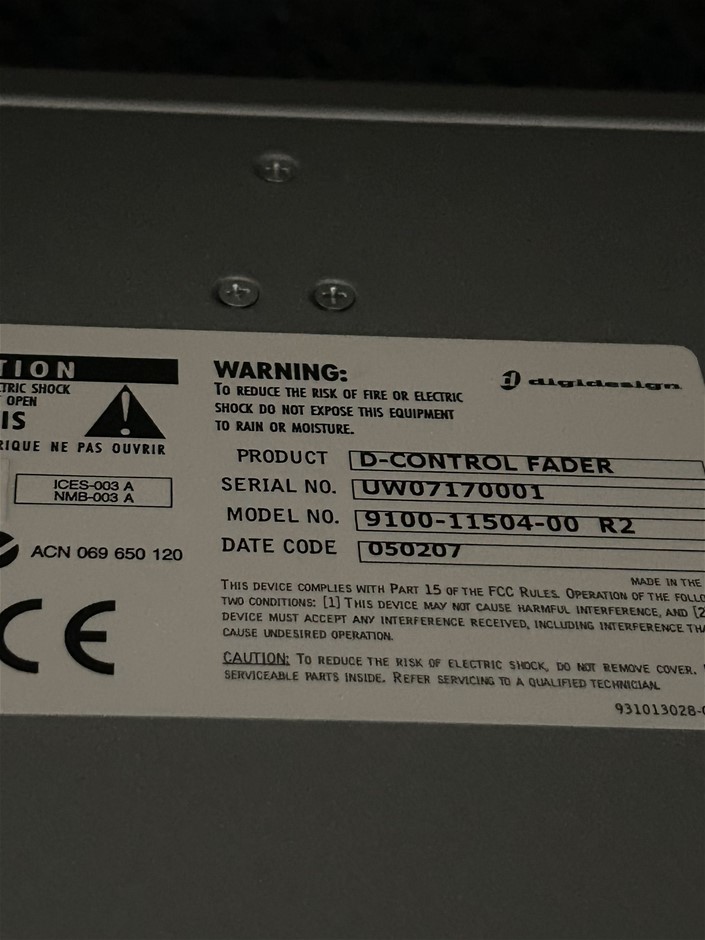 TION
TRIC SHOCK
OPEN
IS
RIQUE NE PAS OUVRIR
ICES-003 A
NMB-003 A
ACN 069 650 120
CE
WARNING:
TO REDUCE THE RISK OF FIRE OR ELECTRIC
SHOCK DO NOT EXPOSE THIS EQUIPMENT
TO RAIN OR MOISTURE.
digidesign
PRODUCT D-CONTROL FADER
SERIAL NO. UW07170001
MODEL NO. 9100-11504-00 R2
DATE CODE 050207
MADE IN THE
THIS DEVICE COMPLIES WITH PART 15 OF THE FCC RULES. OPERATION OF THE FOLLO
TWO CONDITIONS: [1] THIS DEVICE MAY NOT CAUSE HARMFUL INTERFERENCE, AND [2
DEVICE MUST ACCEPT ANY INTERFERENCE RECEIVED, INCLUDING INTERFERENCE THA
CAUSE UNDESIRED OPERATION.
CAUTION: TO REDUCE THE RISK OF ELECTRIC SHOCK, DO NOT REMOVE COVER.
SERVICEABLE PARTS INSIDE. REFER SERVICING TO A QUALIFIED TECHNICIAN.
931013028-